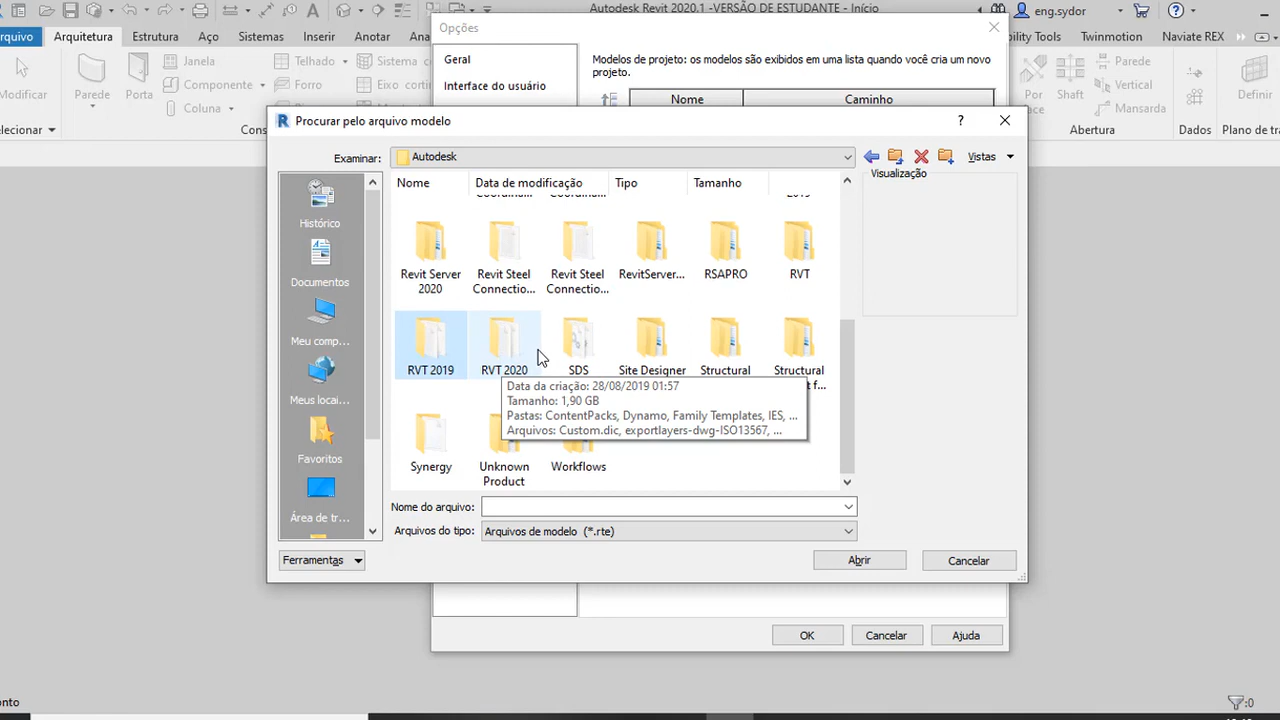 Autodesk Revit 2020.1 -VERSÃO DE ESTUDANTE - Início
eng.sydor
Arquivo
Arquitetura
Estrutura
Aço
Sistemas
Inserir
Anotar
bility Tools
Twinmotion
Naviate REX
Modificar
Parede
Porta
Janela
Componente
Coluna
Telhado
Forro
Sistema
Eixo
Por
Face
Shaft
Parede
Vertical
Mansarda
Definir
Selecionar
Abertura
Dados
Opções
Geral
Interface do usuário
Modelos de projeto: os modelos são exibidos em uma lista quando você cria um novo
projeto.
Nome
Caminho
Procurar pelo arquivo modelo
Examinar:
Autodesk
Vistas
Visualização
Histórico
Documentos
Meu comp...
Meus locai...
Favoritos
Área de tr...
Nome
Data de modificação
Tipo
Tamanho
Revit Server
2020
Revit Steel
Connectio...
Revit Steel
Connectio...
RevitServer...
RSAPRO
RVT
RVT 2019
RVT 2020
SDS
Site Designer
Structural
Structural
Data da criação: 28/08/2019 01:57
Tamanho: 1,90 GB
Pastas: ContentPacks, Dynamo, Family Templates, IES, ...
Arquivos: Custom.dic, exportlayers-dwg-ISO13567, ...
Synergy
Unknown
Product
Workflows
Nome do arquivo:
Arquivos do tipo:
Arquivos de modelo (*.rte)
Ferramentas
Abrir
Cancelar
OK
Cancelar
Ajuda
:0